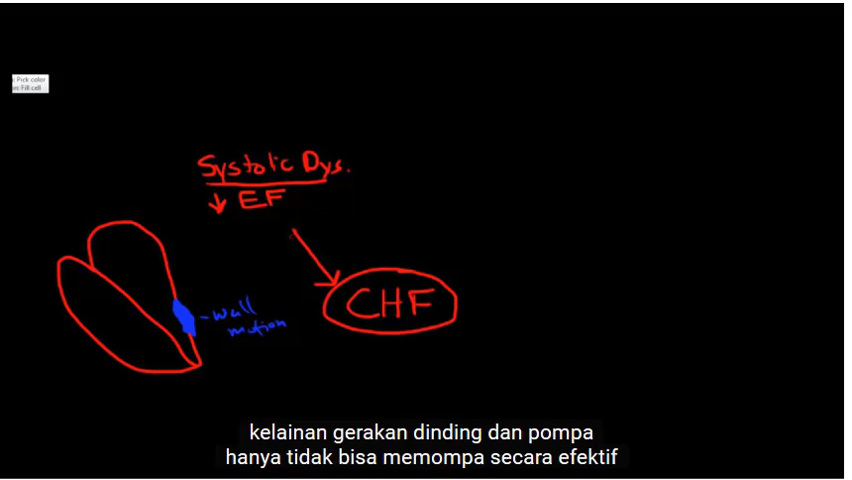 : Pick color
rc Fill cell
Systolic Dys.
↓ EF
CHF
- wall
motion
kelainan gerakan dinding dan pompa
hanya tidak bisa memompa secara efektif